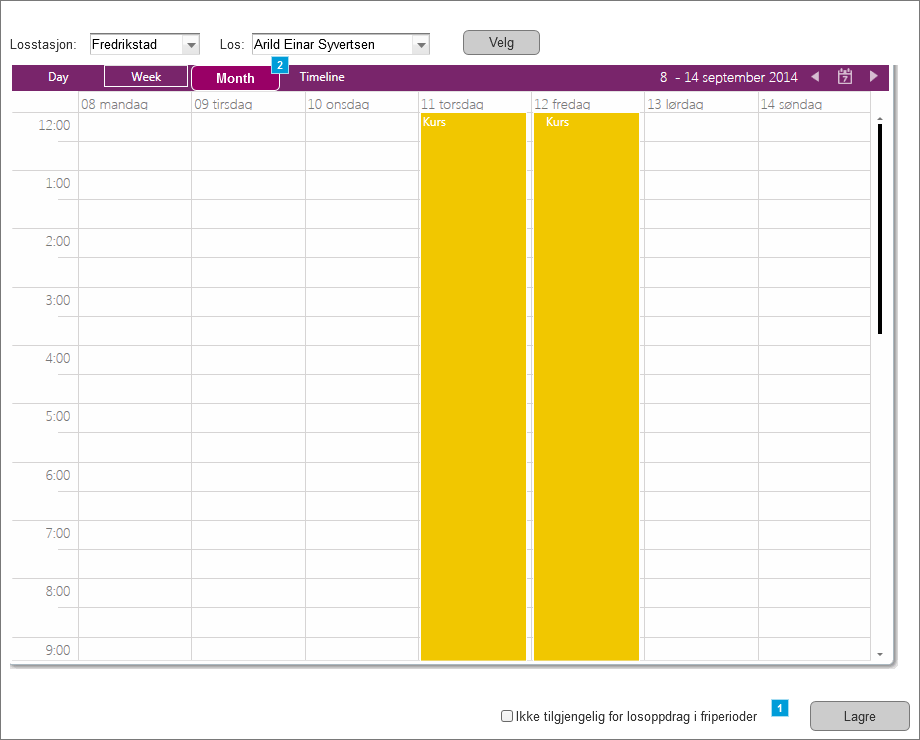 Losstasjon: Fredrikstad Los: Arild Einar Syvertsen Velg
Day Week Month 2 Timeline 8 - 14 september 2014 7
08 mandag 09 tirsdag 10 onsdag 11 torsdag 12 fredag 13 lørdag 14 søndag
12:00 Kurs Kurs
1:00
2:00
3:00
4:00
5:00
6:00
7:00
8:00
9:00
Ikke tilgjengelig for losoppdrag i friperioder 1 Lagre